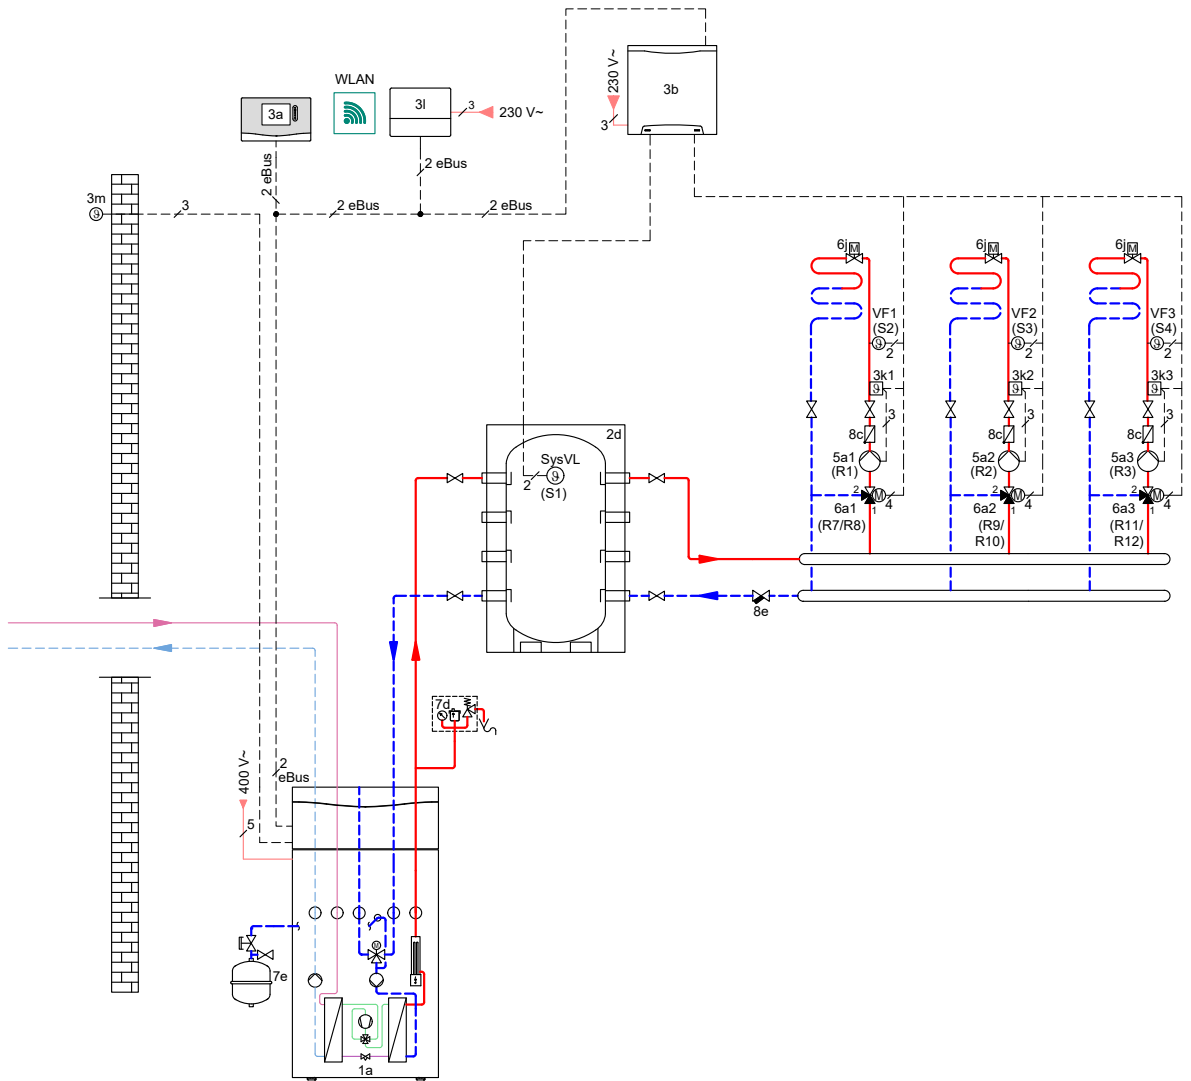 WLAN
3a
3l
3
230 V~
230 V~
3
3b
2 eBus
2 eBus
3m
3
2 eBus
2 eBus
6j
M
6j
M
6j
M
VF1
(S2)
2
VF2
(S3)
2
VF3
(S4)
2
3k1
3k2
3k3
3
3
3
8c
8c
8c
5a1
(R1)
5a2
(R2)
5a3
(R3)
2
M
4
1
2
M
4
1
2
M
4
1
6a1
(R7/R8)
6a2
(R9/
R10)
6a3
(R11/
R12)
2d
SysVL
2
(S1)
8e
7d
400 V~
5
2
eBus
7e
M
1a